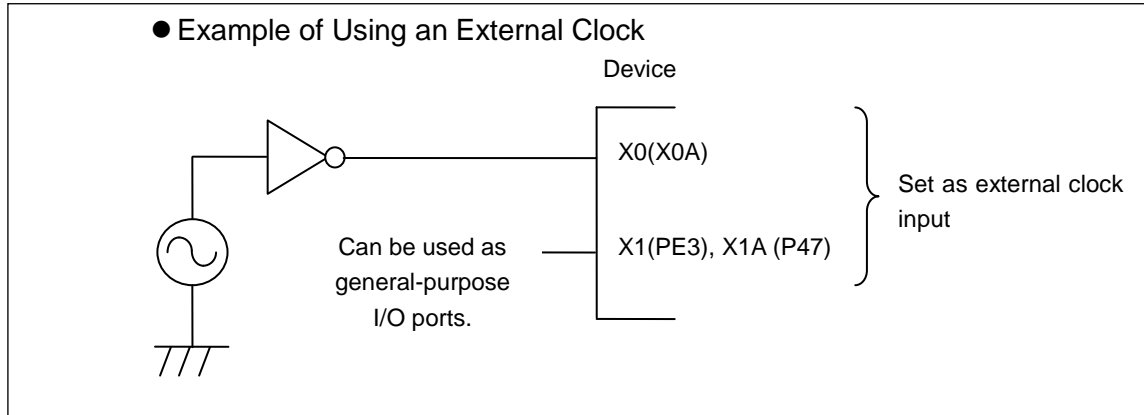 ● Example of Using an External Clock
Device
X0(X0A)
Set as external clock
input
Can be used as
general-purpose
I/O ports.
X1(PE3), X1A (P47)